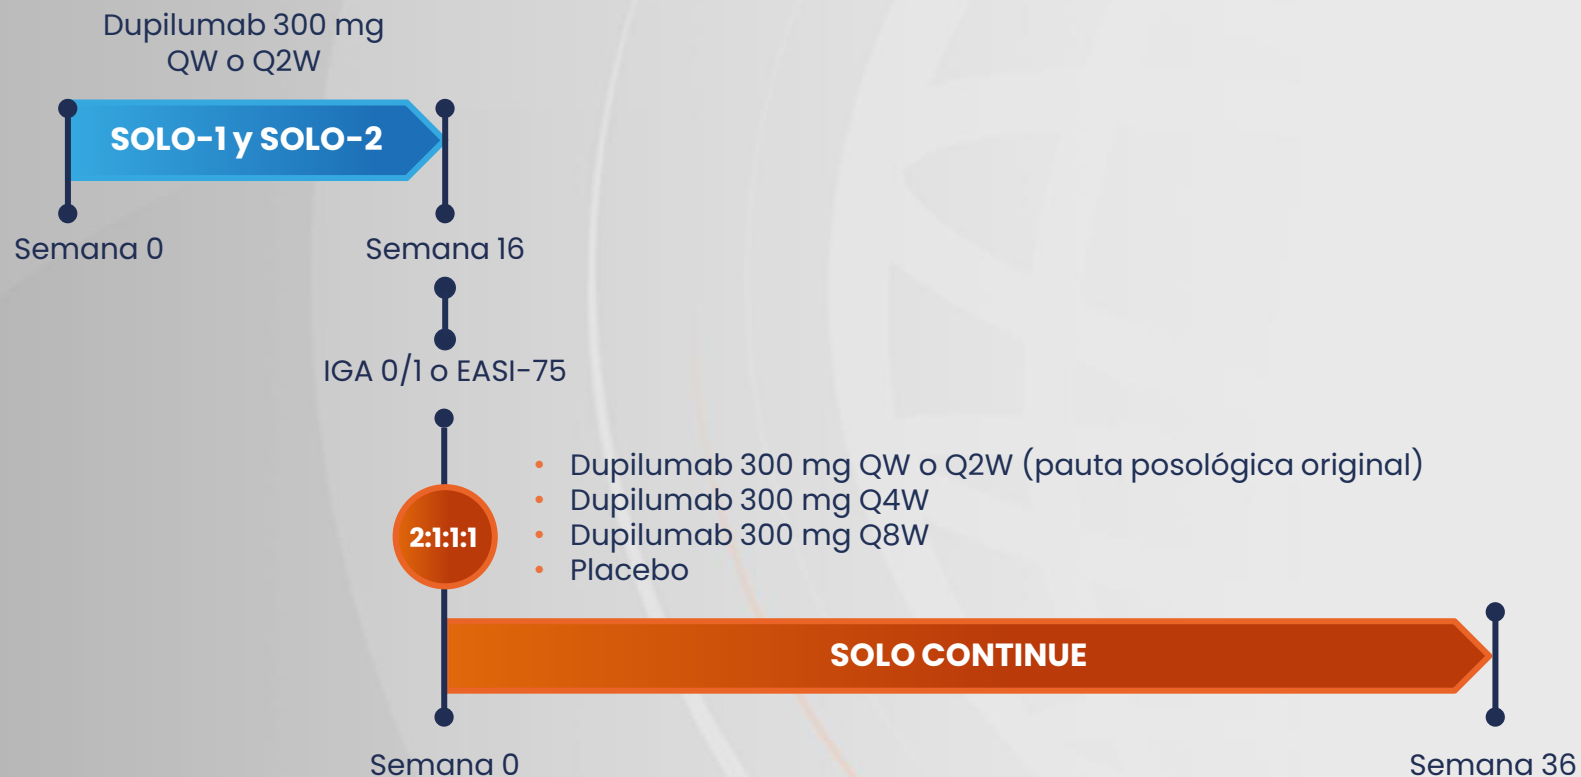 Dupilumab 300 mg
QW o Q2W
SOLO-1 y SOLO-2
Semana 0
Semana 16
IGA 0/1 o EASI-75
2:1:1:1
• Dupilumab 300 mg QW o Q2W (pauta posológica original)
• Dupilumab 300 mg Q4W
• Dupilumab 300 mg Q8W
• Placebo
SOLO CONTINUE
Semana 0
Semana 36